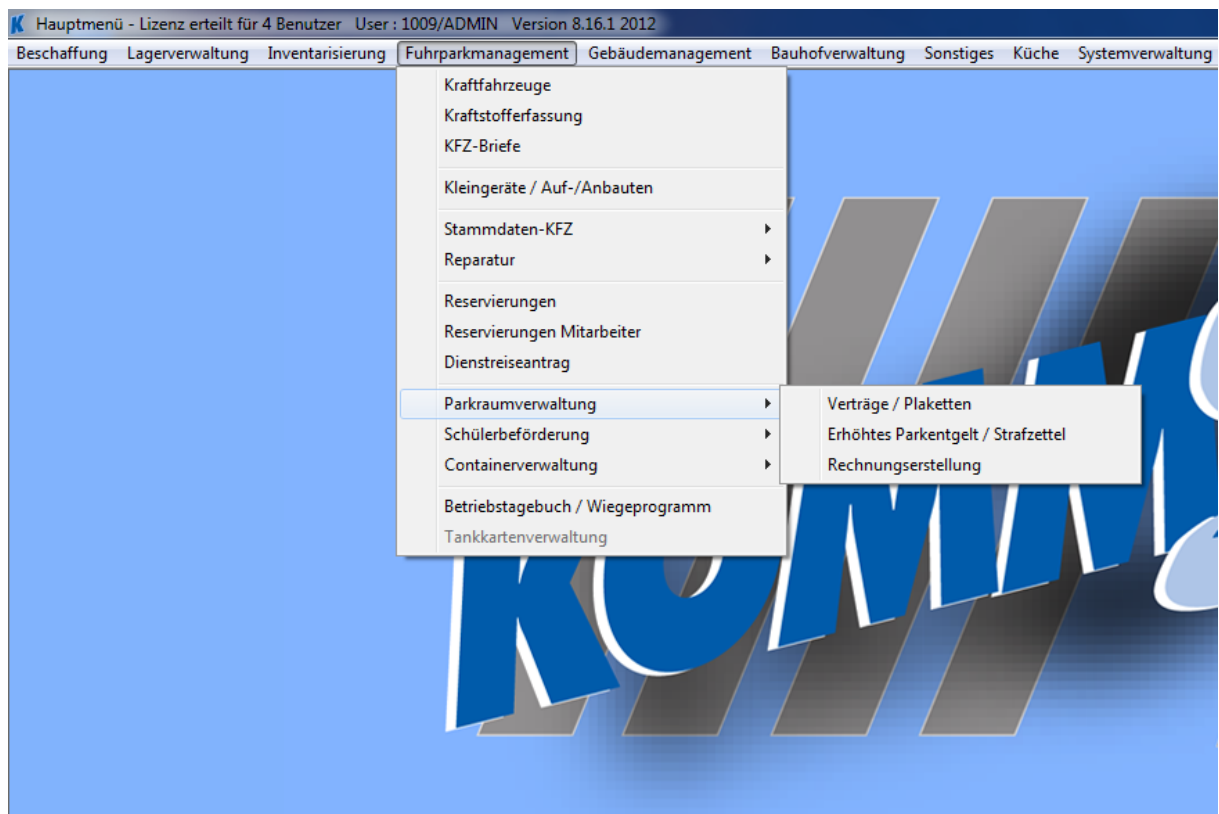 Hauptmenü - Lizenz erteilt für 4 Benutzer User : 1009/ADMIN Version 8.16.1 2012
Beschaffung Lagerverwaltung Inventarisierung Fuhrparkmanagement Gebäudemanagement Bauhofverwaltung Sonstiges Küche Systemverwaltung
Kraftfahrzeuge
Kraftstofferfassung
KFZ-Briefe
Kleingeräte / Auf-/Anbauten
Stammdaten-KFZ
Reparatur
Reservierungen
Reservierungen Mitarbeiter
Dienstreiseantrag
Parkraumverwaltung
Schülerbeförderung
Containerverwaltung
Betriebstagebuch / Wiegeprogramm
Tankkartenverwaltung
Verträge / Plaketten
Erhöhtes Parkentgelt / Strafzettel
Rechnungserstellung
KOMM